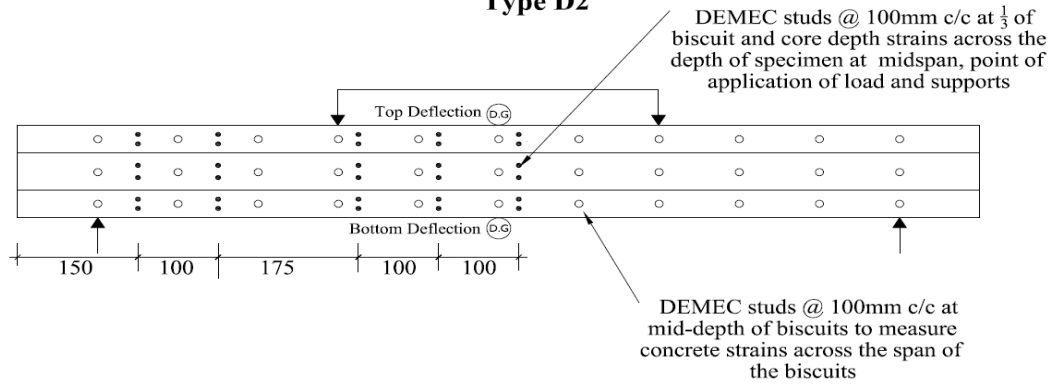 Type D2
DEMEC studs @ 100mm c/c at 1/3 of
biscuit and core depth strains across the
depth of specimen at midspan, point of
application of load and supports
Top Deflection D.G
Bottom Deflection D.G
150 100 175 100 100
DEMEC studs @ 100mm c/c at
mid-depth of biscuits to measure
concrete strains across the span of
the biscuits